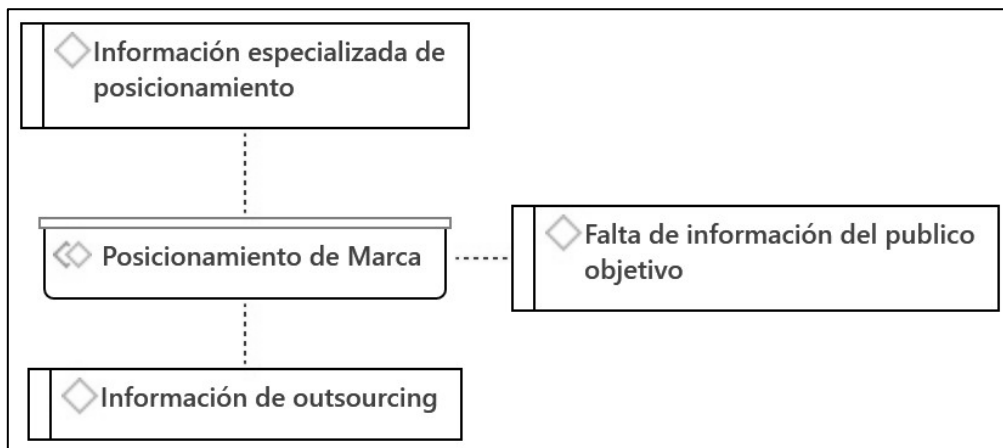 Información especializada de
posicionamiento
Posicionamiento de Marca
Falta de información del publico
objetivo
Información de outsourcing